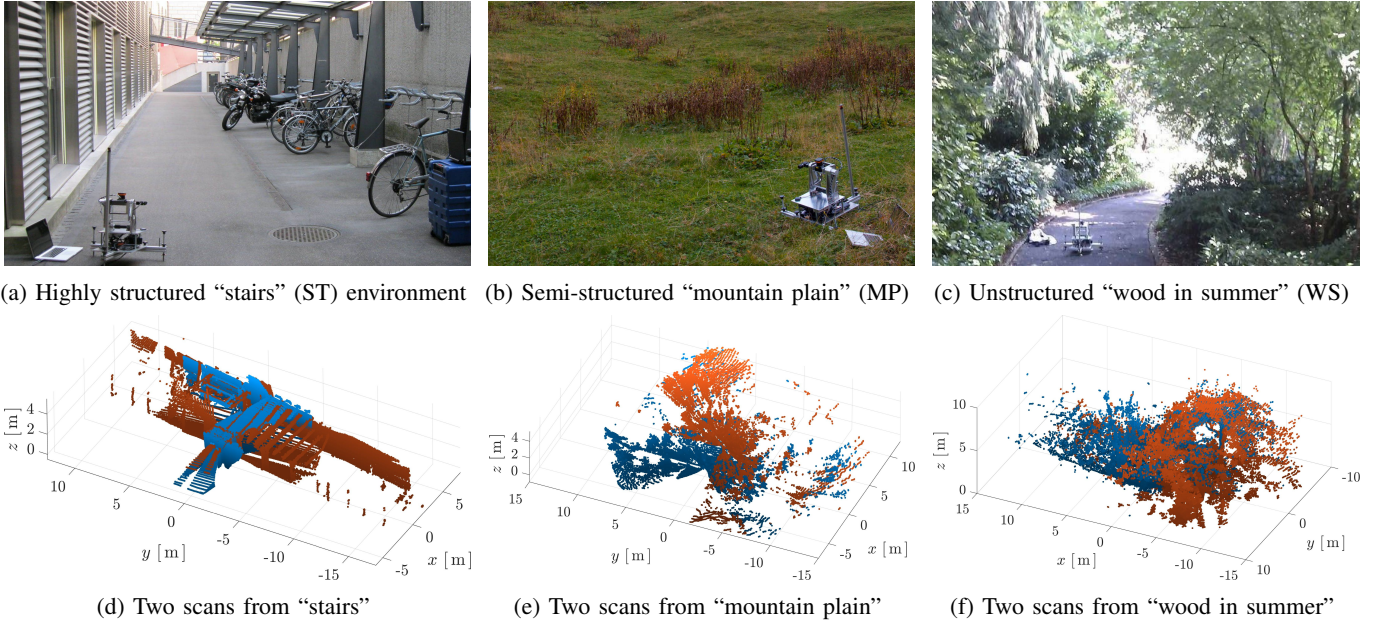 (a) Highly structured “stairs” (ST) environment
(b) Semi-structured “mountain plain” (MP)
(c) Unstructured “wood in summer” (WS)
4
2
0
z [m]
10
5
0
-5
-10
-15
y [m]
5
0
-5
x [m]
4
2
0
z [m]
15
10
5
0
-5
-10
-15
y [m]
10
5
0
-5
x [m]
10
5
0
z [m]
15
10
5
0
-5
-10
-15
x [m]
-10
0
10
y [m]
(d) Two scans from “stairs”
(e) Two scans from “mountain plain”
(f) Two scans from “wood in summer”